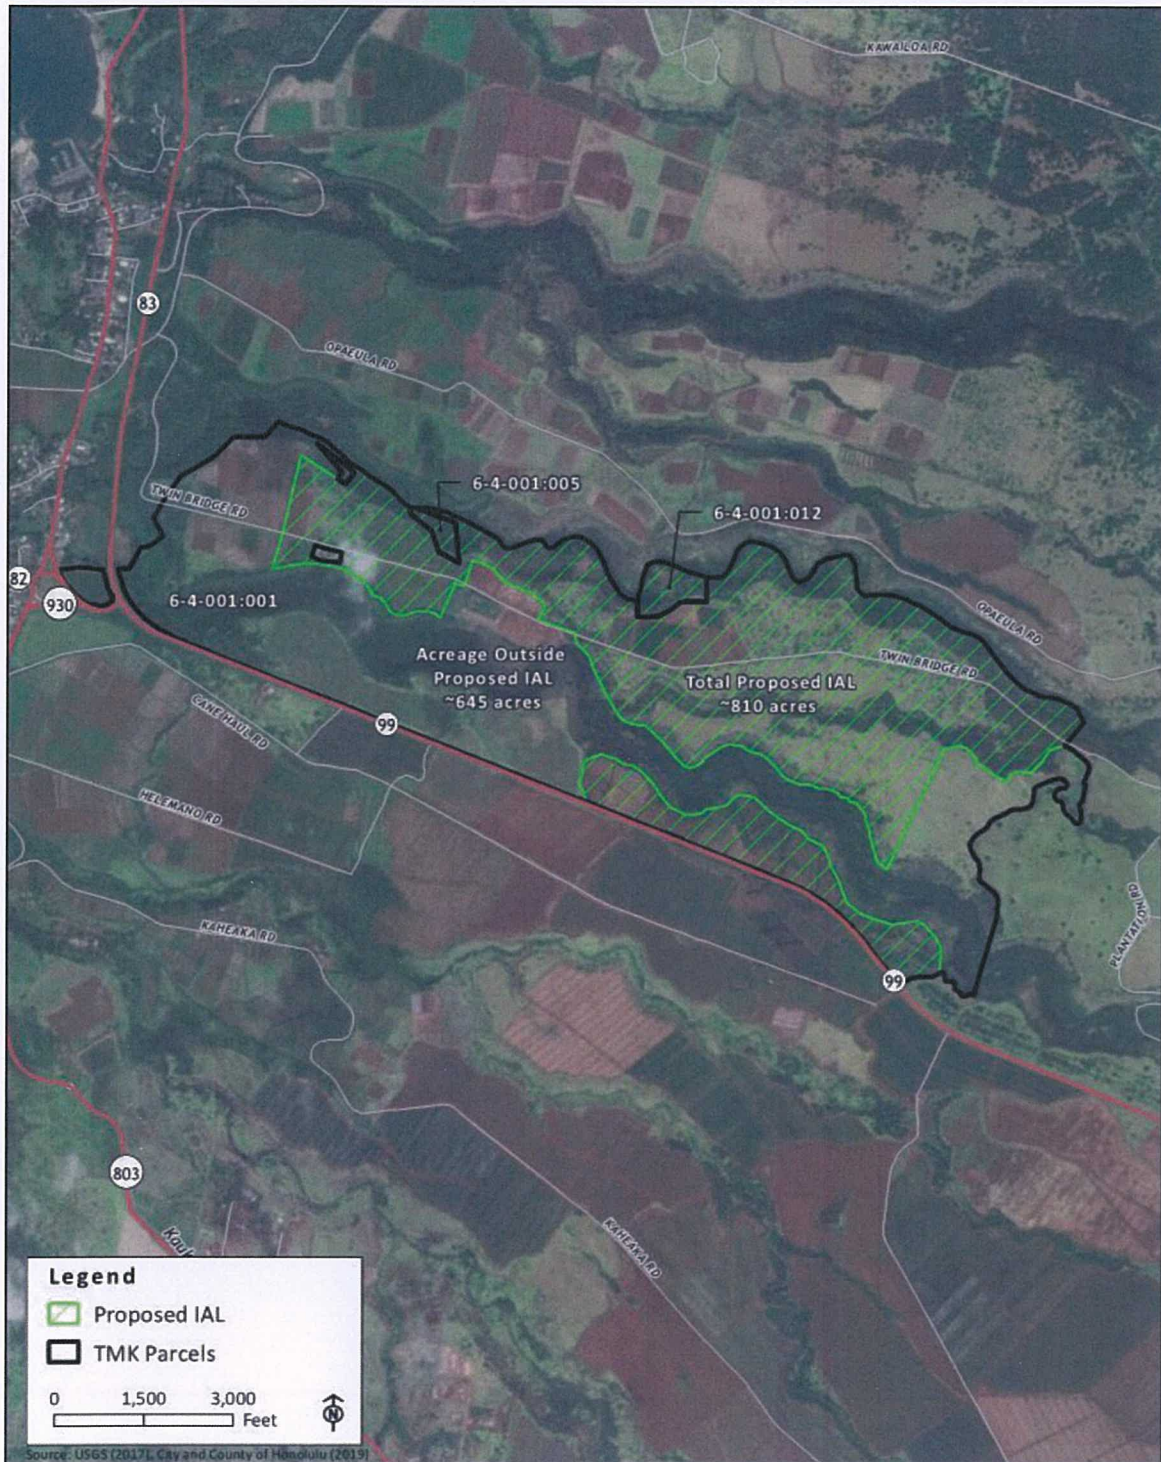 KAWAILOA RD
83
OPAEULA RD
6-4-001:005
TWIN BRIDGE RD
6-4-001:012
82
930
6-4-001:001
OPAEULA RD
Acreage Outside
Proposed IAL
~645 acres
TWIN BRIDGE RD
Total Proposed IAL
~810 acres
CANE HAUL RD
99
HELEMANO RD
KAHEAKA RD
PLANTATION RD
99
803
KAHEAKA RD
Legend
Proposed IAL
TMK Parcels
0 1,500 3,000
Feet
N
Source: USGS (2017), City and County of Honolulu (2019)